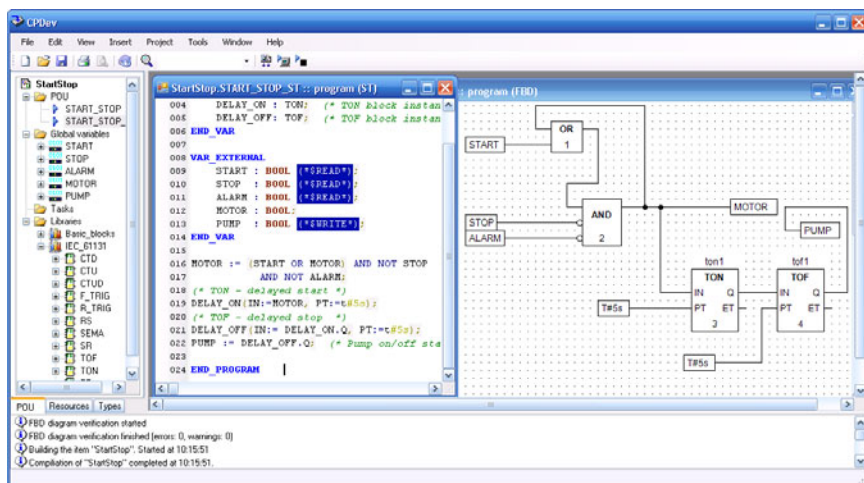 CPDev
File Edit View Insert Project Tools Window Help
StartStop
POU
START_STOP
START_STOP_
Global variables
START
STOP
ALARM
MOTOR
PUMP
Tasks
Libraries
Basic_blocks
IEC_61131
CTD
CTU
CTUD
F_TRIG
R_TRIG
RS
SEMA
SR
TOF
TON
POU Resources Types
StartStop.START_STOP_ST :: program (ST)
004 DELAY_ON : TON; (* TON block instan
005 DELAY_OFF: TOF; (* TOF block instan
006 END_VAR
007
008 VAR_EXTERNAL
009 START : BOOL (*$READ*);
010 STOP : BOOL (*$READ*);
011 ALARM : BOOL (*$READ*);
012 MOTOR : BOOL;
013 PUMP : BOOL (*$WRITE*);
014 END_VAR
015
016 MOTOR := (START OR MOTOR) AND NOT STOP
017 AND NOT ALARM;
018 (* TON - delayed start *)
019 DELAY_ON(IN:=MOTOR, PT:=t#5s);
020 (* TOF - delayed stop *)
021 DELAY_OFF(IN:= DELAY_ON.Q, PT:=t#5s);
022 PUMP := DELAY_OFF.Q; (* Pump on/off sta
023
024 END_PROGRAM
: program (FBD)
START
OR
1
STOP
ALARM
AND
2
MOTOR
PUMP
ton1
TON
IN Q
PT ET
3
tof1
TOF
IN Q
PT ET
4
T#5s
T#5s
FBD diagram verification started
FBD diagram verification finished [errors: 0, warnings: 0]
Building the item "StartStop". Started at 10:15:51
Compilation of "StartStop" completed at 10:15:51.